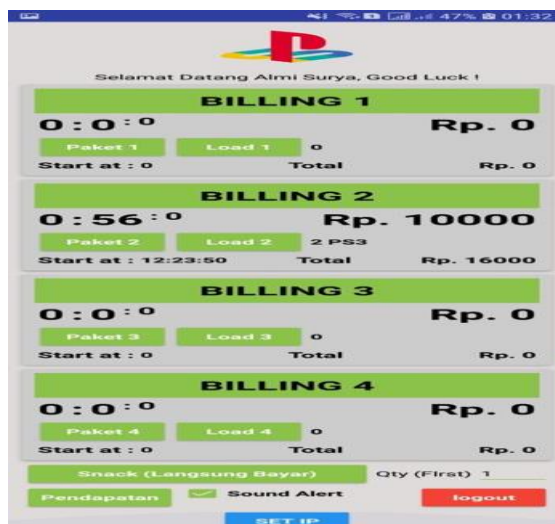 47% 01:32
Selamat Datang Almi Surya, Good Luck !
BILLING 1
0:0:0 Rp. 0
Paket 1 Load 1 0
Start at : 0 Total Rp. 0
BILLING 2
0:56:0 Rp. 10000
Paket 2 Load 2 2 PS3
Start at : 12:23:50 Total Rp. 16000
BILLING 3
0:0:0 Rp. 0
Paket 3 Load 3 0
Start at : 0 Total Rp. 0
BILLING 4
0:0:0 Rp. 0
Paket 4 Load 4 0
Start at : 0 Total Rp. 0
Snack (Langsung Bayar) Qty (First) 1
Pendapatan Sound Alert logout
SET IP